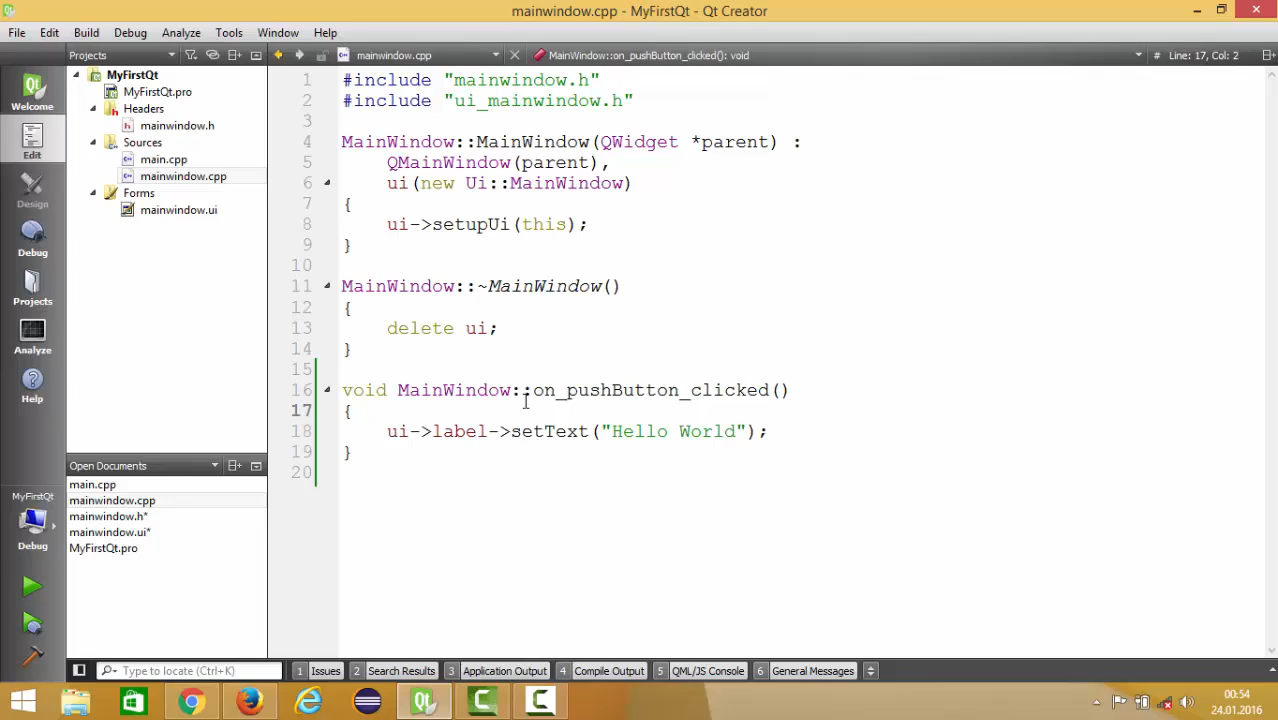 mainwindow.cpp - MyFirstQt - Qt Creator
File Edit Build Debug Analyze Tools Window Help
Projects mainwindow.cpp MainWindow::on_pushButton_clicked(): void # Line: 17, Col: 2
Welcome
Edit
Design
Debug
Projects
Analyze
Help
MyFirstQt
Debug
MyFirstQt
MyFirstQt.pro
Headers
mainwindow.h
Sources
main.cpp
mainwindow.cpp
Forms
mainwindow.ui
Open Documents
main.cpp
mainwindow.cpp
mainwindow.h*
mainwindow.ui*
MyFirstQt.pro
1 #include "mainwindow.h"
2 #include "ui_mainwindow.h"
3
4 MainWindow::MainWindow(QWidget *parent) :
5 QMainWindow(parent),
6 ui(new Ui::MainWindow)
7 {
8 ui->setupUi(this);
9 }
10
11 MainWindow::~MainWindow()
12 {
13 delete ui;
14 }
15
16 void MainWindow::on_pushButton_clicked()
17 {
18 ui->label->setText("Hello World");
19 }
20
Type to locate (Ctrl+K) 1 Issues 2 Search Results 3 Application Output 4 Compile Output 5 QML/JS Console 6 General Messages
00:54
24.01.2016